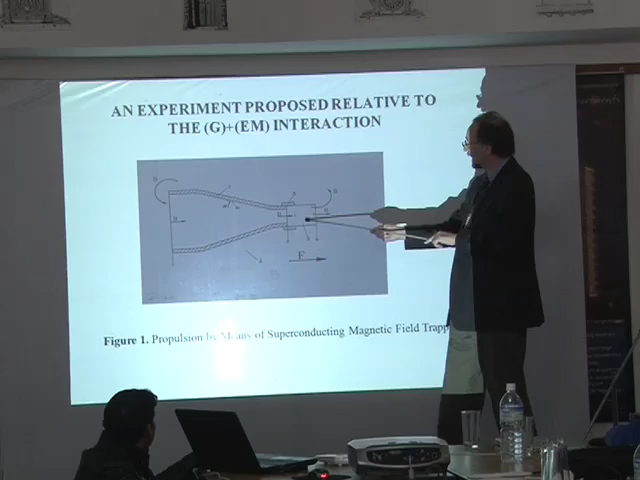 AN EXPERIMENT PROPOSED RELATIVE TO
THE (G)+(EM) INTERACTION
F
Figure 1. Propulsion by Means of Superconducting Magnetic Field Trapp